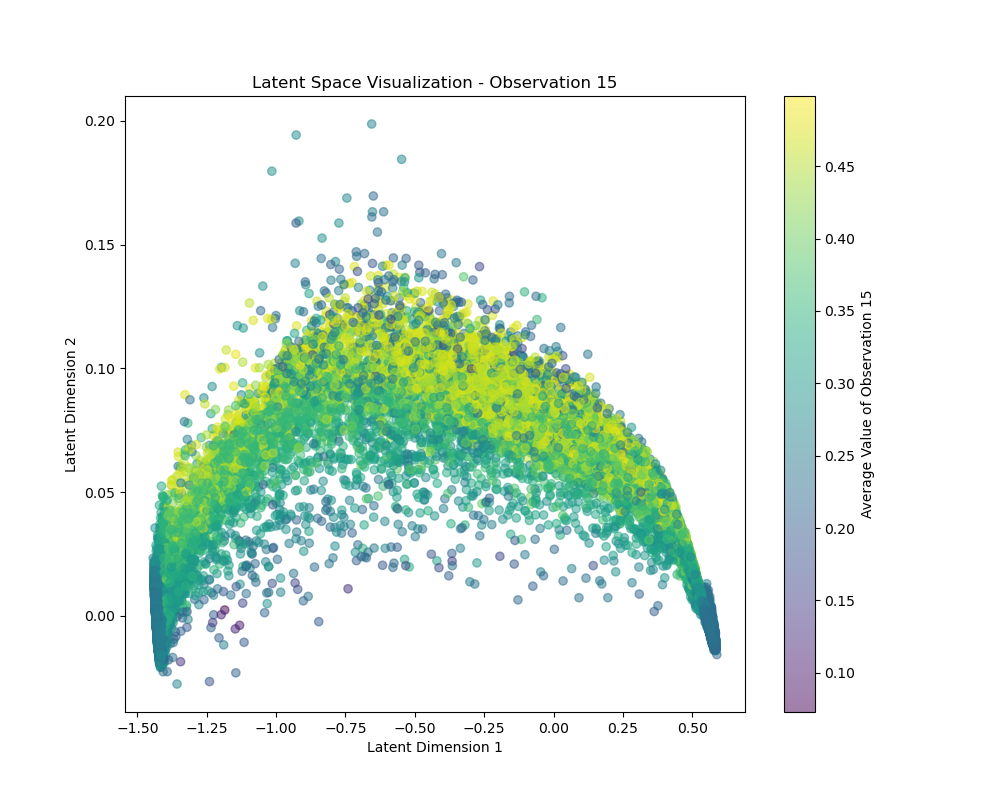 Latent Space Visualization - Observation 15
0.20
0.15
0.10
0.05
0.00
Latent Dimension 2
−1.50 −1.25 −1.00 −0.75 −0.50 −0.25 0.00 0.25 0.50
Latent Dimension 1
0.45
0.40
0.35
0.30
0.25
0.20
0.15
0.10
Average Value of Observation 15